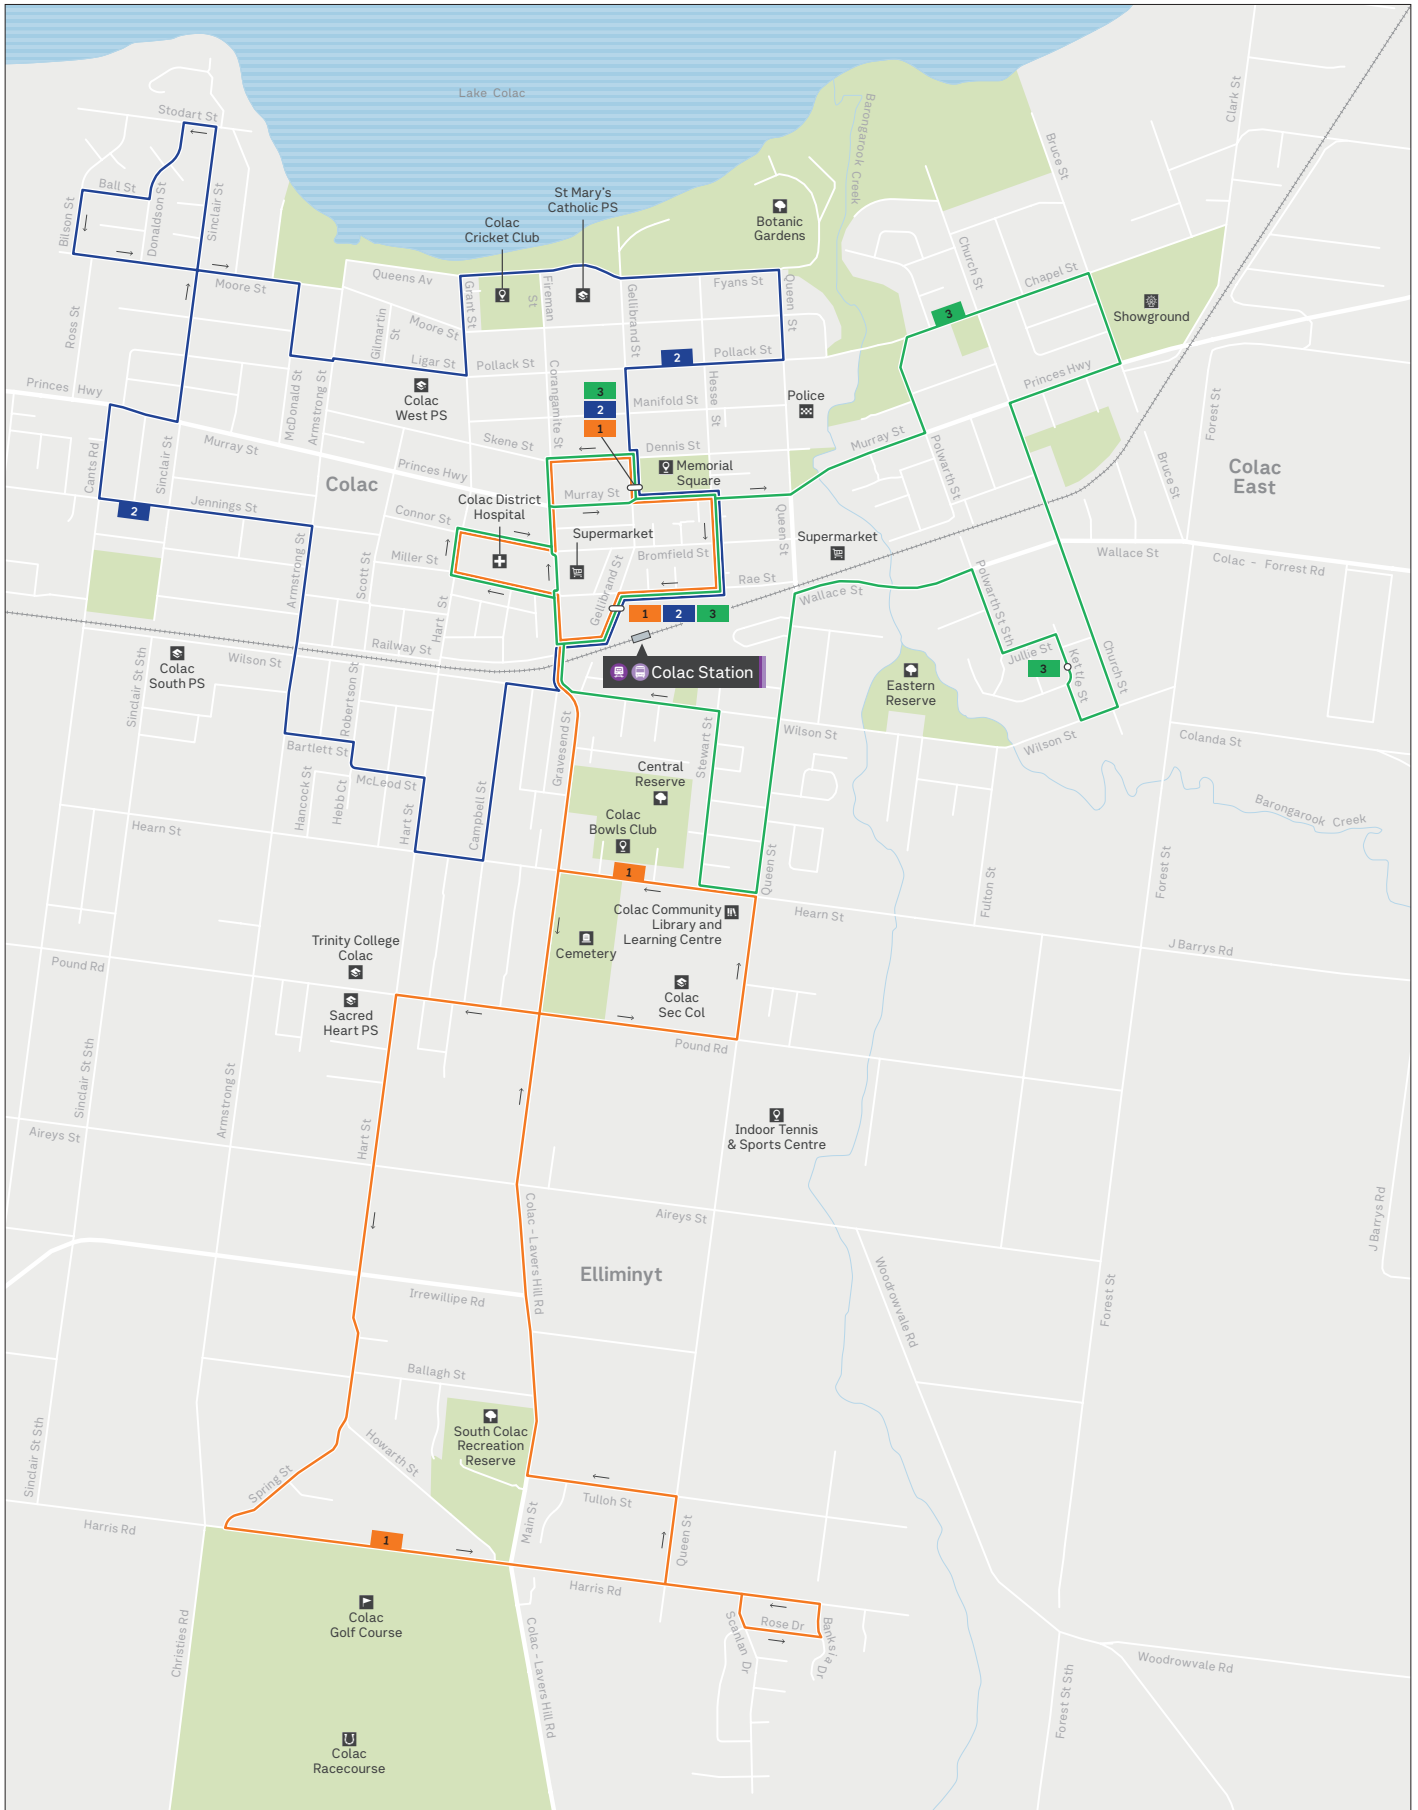 Lake Colac
Stodart St
Ball St
Bilson St
Donaldson St
Sinclair St
Moore St
Ross St
Princes Hwy
Cants Rd
Sinclair St
2
Jennings St
Murray St
McDonald St
Armstrong St
Gilmartin
St
Queens Av
Moore St
Ligar St
Grant St
Colac
Cricket Club
St Mary's
Catholic PS
Fireman
St
Gellibrand St
Fyans St
Queen St
Botanic
Gardens
Barongarook Creek
Bruce St
Clark St
Church St
Chapel St
3
Showground
Princes Hwy
Pollack St
2
Pollack St
Colac
West PS
Corangamite St
3
2
1
Manifold St
Hesse St
Dennis St
Police
Murray St
Polwarth St
Forest St
Bruce St
Colac
East
Skene St
Princes Hwy
Colac
Memorial
Square
Murray St
Colac District
Hospital
Connor St
Miller St
Supermarket
Gellibrand St
Bromfield St
Rae St
Queen St
Supermarket
Wallace St
Wallace St
Colac - Forrest Rd
Armstrong St
Scott St
Hart St
Railway St
1
2
3
Colac Station
Polwarth St Sth
Jullie St
3
Kettle St
Church St
Eastern
Reserve
Colac
South PS
Sinclair St Sth
Wilson St
Robertson St
Bartlett St
McLeod St
Hancock St
Hebb Ct
Hart St
Campbell St
Gravesend St
Stewart St
Wilson St
Wilson St
Colanda St
Barongarook Creek
Central
Reserve
Colac
Bowls Club
1
Hearn St
Queen St
Hearn St
Fulton St
Forest St
J Barrys Rd
Colac Community
Library and
Learning Centre
Cemetery
Colac
Sec Col
Trinity College
Colac
Sacred
Heart PS
Pound Rd
Pound Rd
Sinclair St Sth
Armstrong St
Hart St
Aireys St
Indoor Tennis
& Sports Centre
Aireys St
Colac - Lavers Hill Rd
Elliminyt
Irrewillipe Rd
Woodrowvale Rd
Forest St
J Barrys Rd
Ballagh St
Howarth St
South Colac
Recreation
Reserve
Spring St
Sinclair St Sth
Harris Rd
1
Main St
Tulloh St
Queen St
Harris Rd
Rose Dr
Scanlan Dr
Banksia Dr
Colac
Golf Course
Christies Rd
Colac - Lavers Hill Rd
Forest St Sth
Woodrowvale Rd
Colac
Racecourse